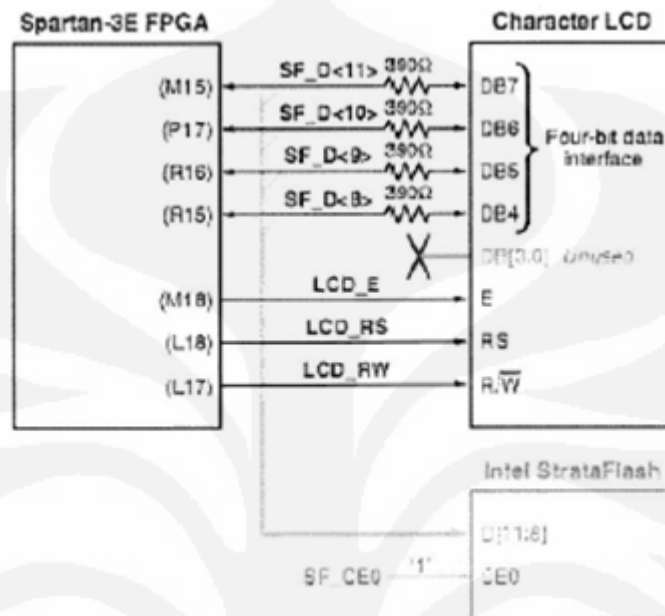 Spartan-3E FPGA
Character LCD
(M15) SF_D<11> 390Ω DB7
(P17) SF_D<10> 390Ω DB6
(R16) SF_D<9> 390Ω DB5
(R15) SF_D<8> 390Ω DB4
Four-bit data
interface
DB[3:0] Unused
(M18) LCD_E E
(L18) LCD_RS RS
(L17) LCD_RW R/W
Intel StrataFlash
D[11:8]
SF_CE0 '1' CE0